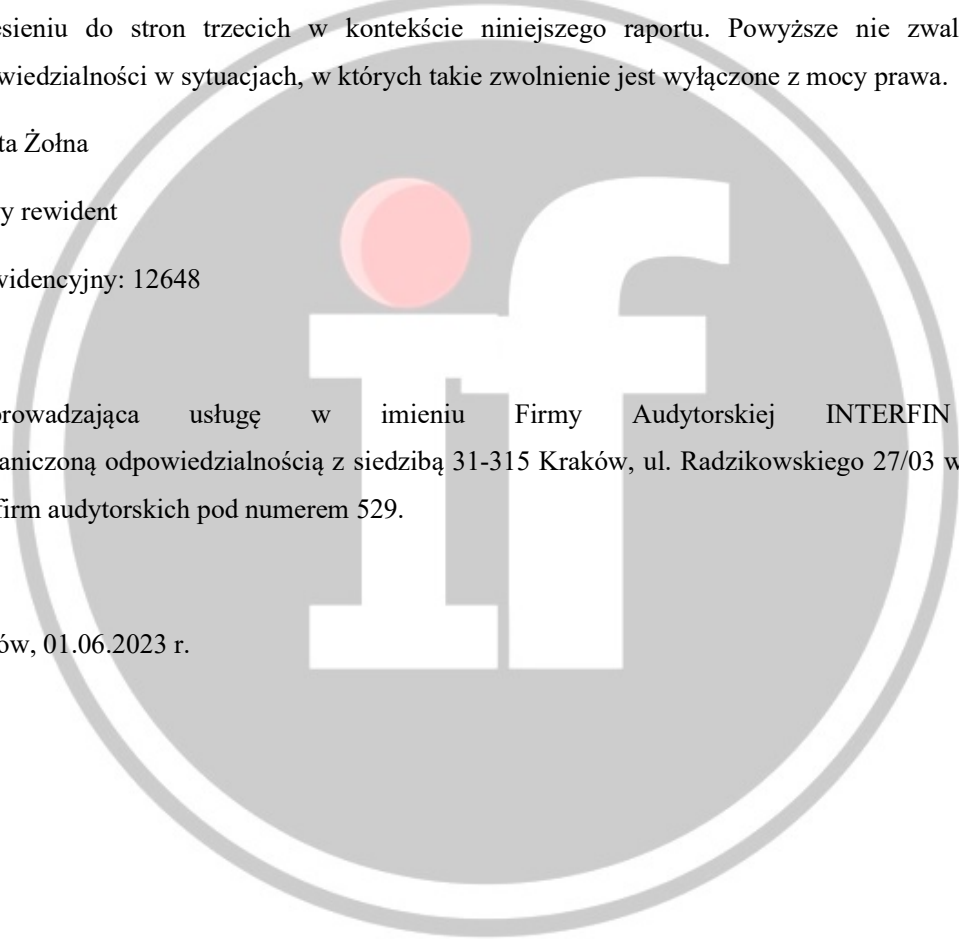 esieniu do stron trzecich w kontekście niniejszego raportu. Powyższe nie zwal
wiedzialności w sytuacjach, w których takie zwolnienie jest wyłączone z mocy prawa.
ta Żołna
y rewident
widencyjny: 12648
if
prowadzająca usługę w imieniu Firmy Audytorskiej INTERFIN
aniczoną odpowiedzialnością z siedzibą 31-315 Kraków, ul. Radzikowskiego 27/03 w
firm audytorskich pod numerem 529.
ów, 01.06.2023 r.